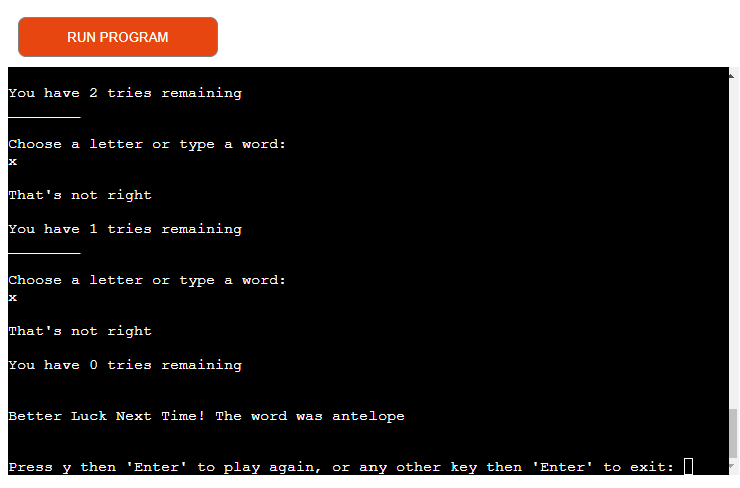 RUN PROGRAM
You have 2 tries remaining
________
Choose a letter or type a word:
x
That's not right
You have 1 tries remaining
________
Choose a letter or type a word:
x
That's not right
You have 0 tries remaining
Better Luck Next Time! The word was antelope
Press y then 'Enter' to play again, or any other key then 'Enter' to exit: